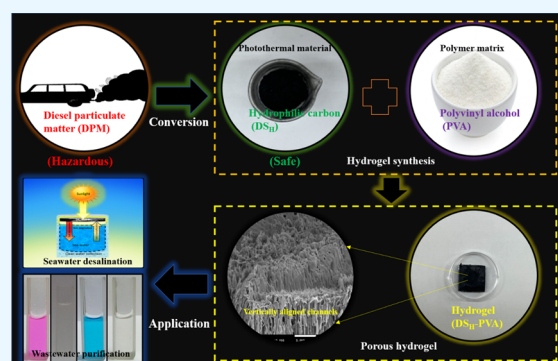 Diesel particulate
matter (DPM)
(Hazardous)
Conversion
Photothermal material
Hydrophilic carbon
(DSH)
(Safe)
Polymer matrix
Polyvinyl alcohol
(PVA)
Hydrogel synthesis
Sunlight
Seawater desalination
Wastewater purification
Application
Vertically aligned channels
Hydrogel
(DSH-PVA)
Porous hydrogel